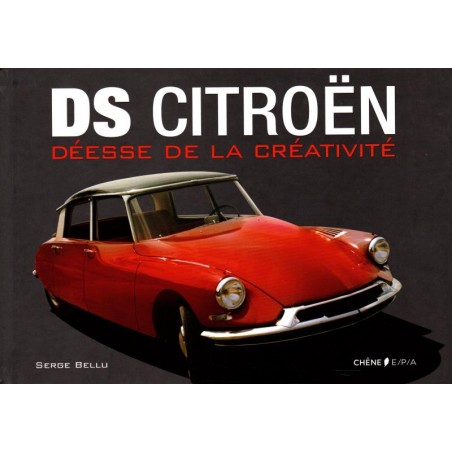 DS CITROËN
DÉESSE DE LA CRÉATIVITÉ
SERGE BELLU
CHÊNE E/P/A